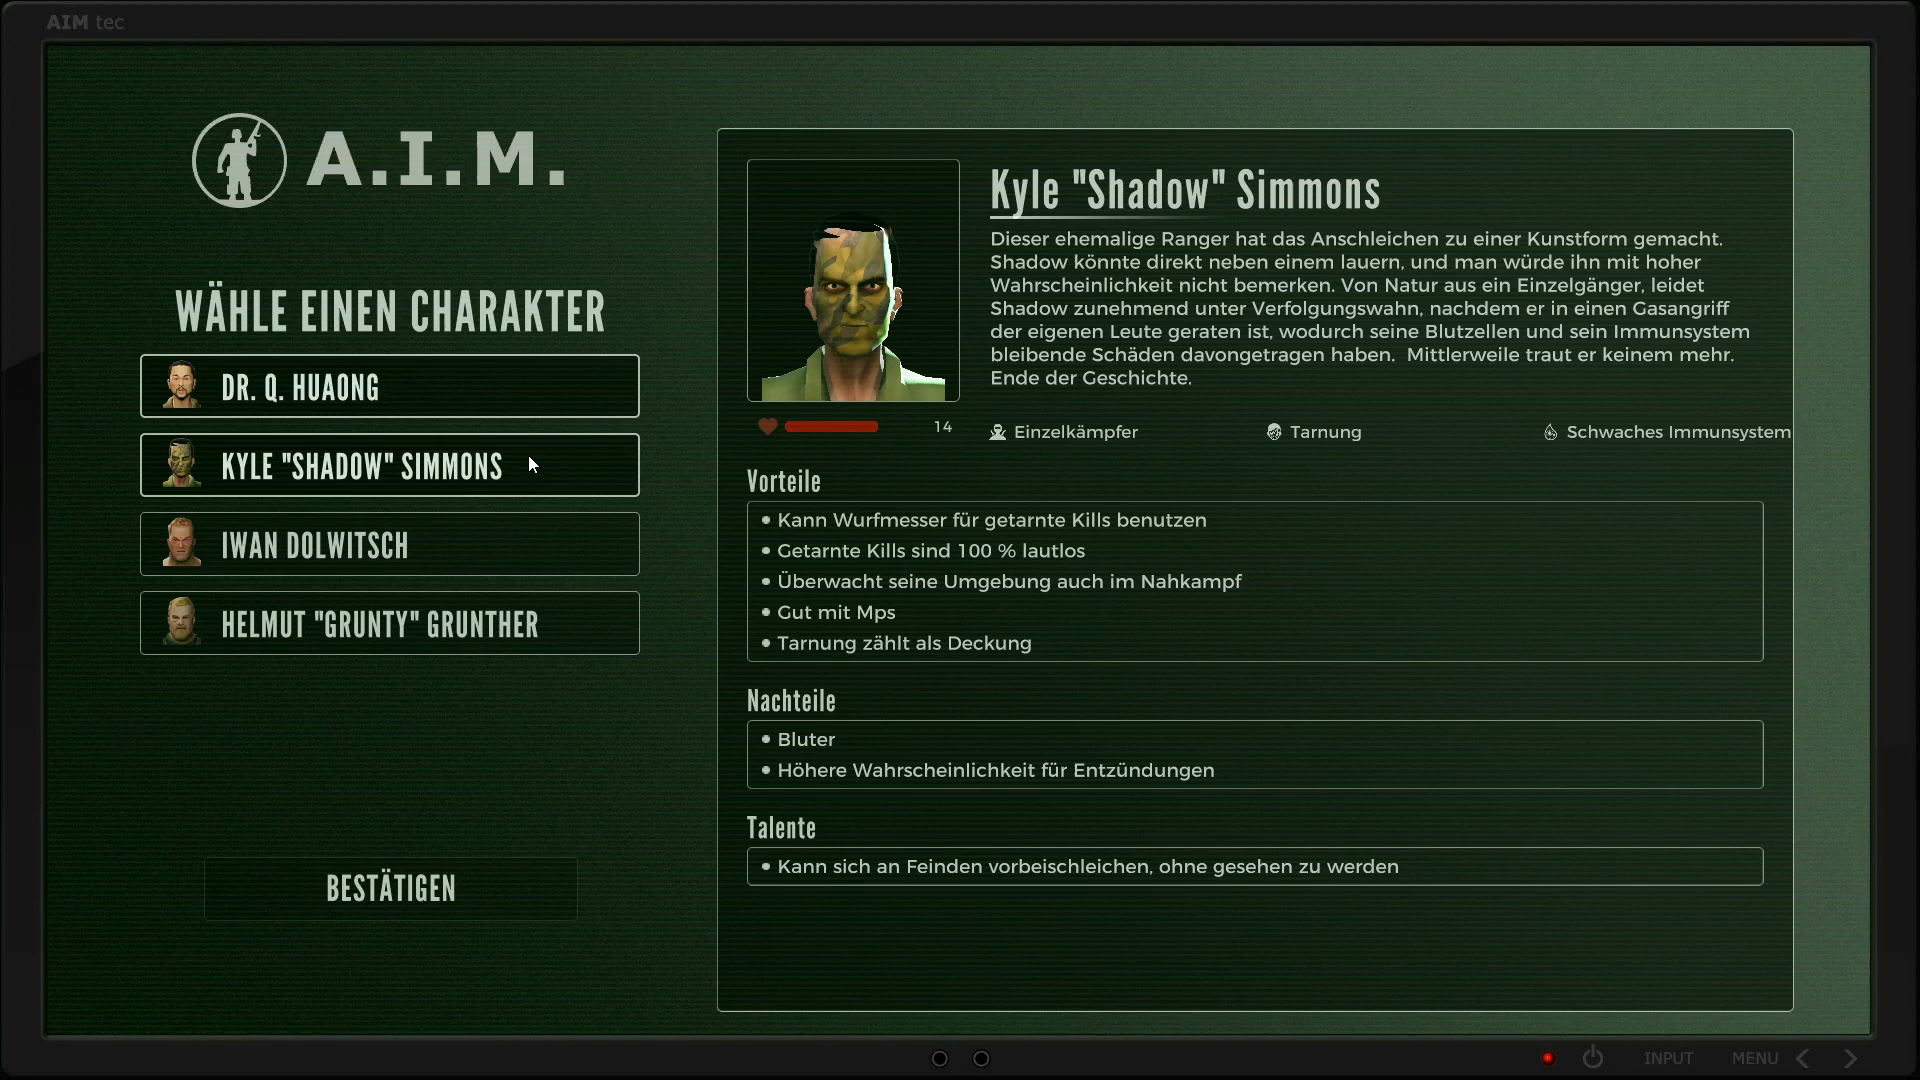 AIM tec
A.I.M.
WÄHLE EINEN CHARAKTER
DR. Q. HUAONG
KYLE "SHADOW" SIMMONS
IWAN DOLWITSCH
HELMUT "GRUNTY" GRUNTHER
BESTÄTIGEN
Kyle "Shadow" Simmons
Dieser ehemalige Ranger hat das Anschleichen zu einer Kunstform gemacht.
Shadow könnte direkt neben einem lauern, und man würde ihn mit hoher
Wahrscheinlichkeit nicht bemerken. Von Natur aus ein Einzelgänger, leidet
Shadow zunehmend unter Verfolgungswahn, nachdem er in einen Gasangriff
der eigenen Leute geraten ist, wodurch seine Blutzellen und sein Immunsystem
bleibende Schäden davongetragen haben.  Mittlerweile traut er keinem mehr.
Ende der Geschichte.
14
Einzelkämpfer
Tarnung
Schwaches Immunsystem
Vorteile
• Kann Wurfmesser für getarnte Kills benutzen
• Getarnte Kills sind 100 % lautlos
• Überwacht seine Umgebung auch im Nahkampf
• Gut mit Mps
• Tarnung zählt als Deckung
Nachteile
• Bluter
• Höhere Wahrscheinlichkeit für Entzündungen
Talente
• Kann sich an Feinden vorbeischleichen, ohne gesehen zu werden
INPUT
MENU